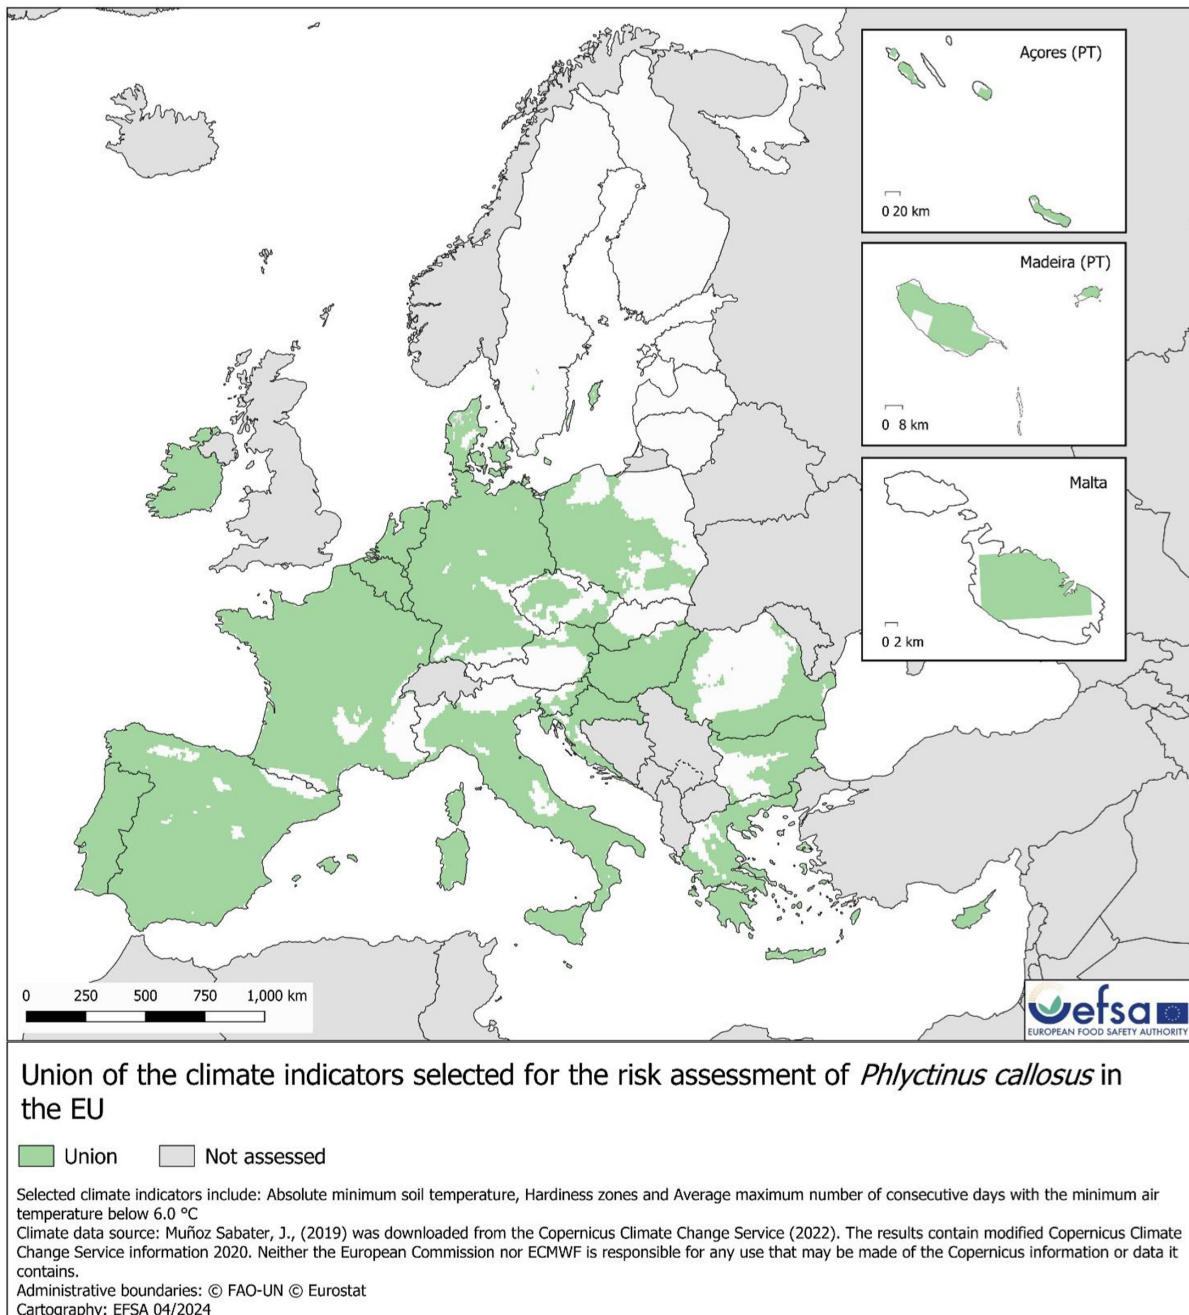 Açores (PT)
0 20 km
Madeira (PT)
0 8 km
Malta
0 2 km
0 250 500 750 1,000 km
efsa
EUROPEAN FOOD SAFETY AUTHORITY
Union of the climate indicators selected for the risk assessment of Phlyctinus callosus in
the EU
Union Not assessed
Selected climate indicators include: Absolute minimum soil temperature, Hardiness zones and Average maximum number of consecutive days with the minimum air
temperature below 6.0 °C
Climate data source: Muñoz Sabater, J., (2019) was downloaded from the Copernicus Climate Change Service (2022). The results contain modified Copernicus Climate
Change Service information 2020. Neither the European Commission nor ECMWF is responsible for any use that may be made of the Copernicus information or data it
contains.
Administrative boundaries: © FAO-UN © Eurostat
Cartography: EFSA 04/2024